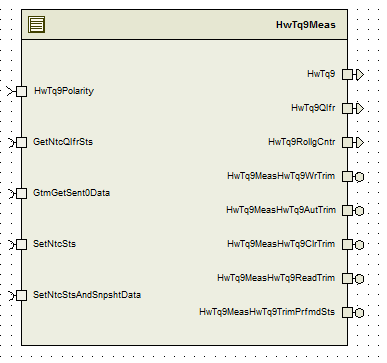 HwTq9Meas
HwTq9
HwTq9Polarity
HwTq9Qlfr
GetNtcQlfrSts
HwTq9RollgCntr
HwTq9MeasHwTq9WrTrim
GtmGetSent0Data
HwTq9MeasHwTq9AutTrim
SetNtcSts
HwTq9MeasHwTq9ClrTrim
HwTq9MeasHwTq9ReadTrim
SetNtcStsAndSnpshtData
HwTq9MeasHwTq9TrimPrfmdSts